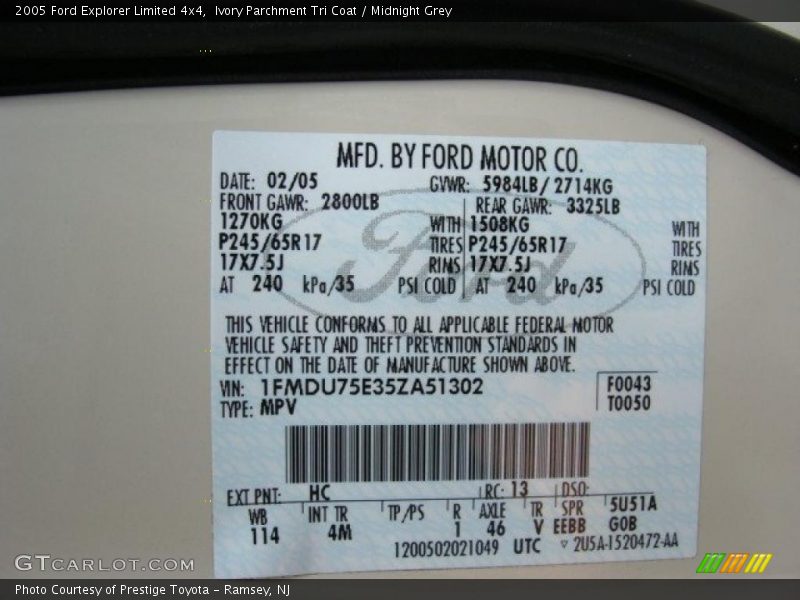 2005 Ford Explorer Limited 4x4,  Ivory Parchment Tri Coat / Midnight Grey
MFD. BY FORD MOTOR CO.
DATE: 02/05 GVWR: 5984LB/2714KG
FRONT GAWR: 2800LB REAR GAWR: 3325LB
1270KG WITH 1508KG WITH
P245/65R17 TIRES P245/65R17 TIRES
17X7.5J RIMS 17X7.5J RIMS
AT 240 kPa/35 PSI COLD AT 240 kPa/35 PSI COLD
Ford
THIS VEHICLE CONFORMS TO ALL APPLICABLE FEDERAL MOTOR
VEHICLE SAFETY AND THEFT PREVENTION STANDARDS IN
EFFECT ON THE DATE OF MANUFACTURE SHOWN ABOVE.
VIN: 1FMDU75E35ZA51302 F0043
TYPE: MPV T0050
EXT PNT: HC RC: 13 DSO:
WB INT TR TP/PS R AXLE TR SPR 5U51A
114 4M 1 46 V EEBB GOB
1200502021049 UTC ▽ 2U5A-1520472-AA
GTCARLOT.COM
Photo Courtesy of Prestige Toyota - Ramsey, NJ